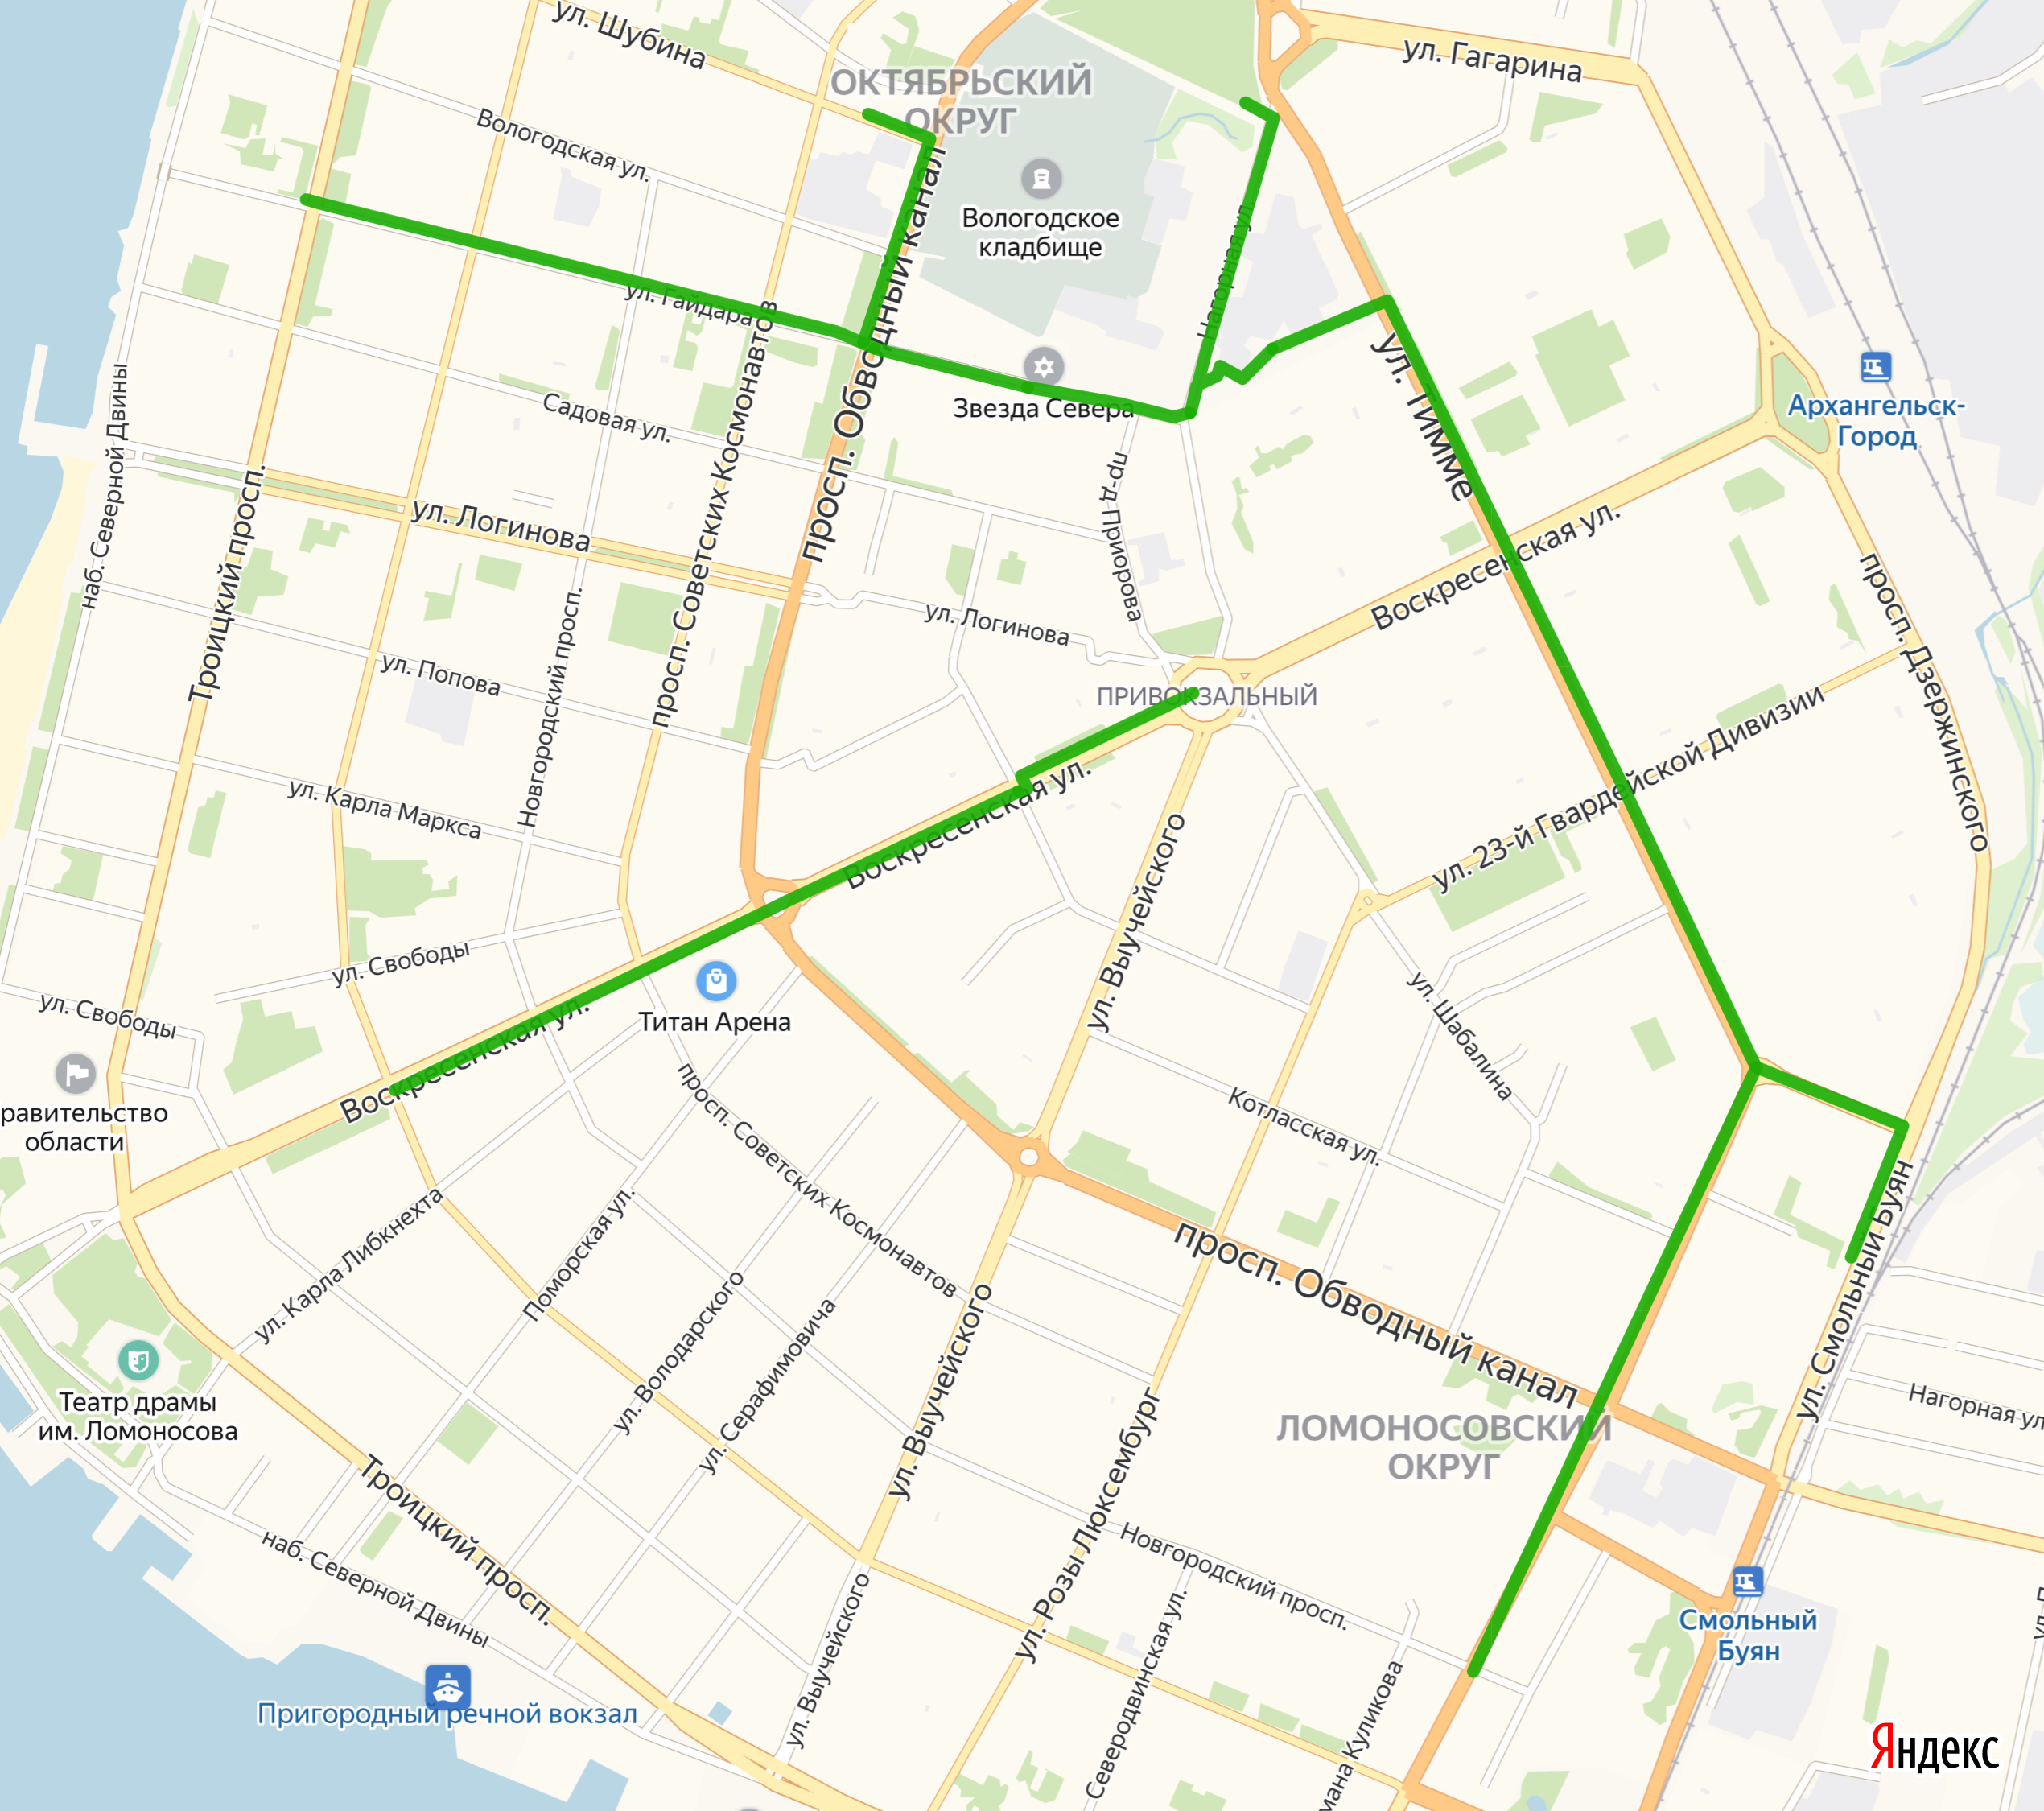 ул. Шубина
ОКТЯБРЬСКИЙ
ОКРУГ
ул. Гагарина
Вологодская ул.
просп. Обводный канал
Вологодское
кладбище
Нагорная ул.
ул. Гайдара
Звезда Севера
ул. Тимме
Архангельск-
Город
наб. Северной Двины
Садовая ул.
просп. Советских Космонавтов
Троицкий просп.
ул. Логинова
пр-д Приорова
Воскресенская ул.
ул. Логинова
просп. Дзержинского
ул. Попова
Новгородский просп.
ПРИВОКЗАЛЬНЫЙ
ул. Карла Маркса
Воскресенская ул.
ул. Выучейского
ул. 23-й Гвардейской Дивизии
ул. Свободы
ул. Свободы
Титан Арена
ул. Шабалина
равительство
области
Воскресенская ул.
просп. Советских Космонавтов
Котласская ул.
ул. Карла Либкнехта
Поморская ул.
ул. Володарского
ул. Серафимовича
ул. Выучейского
просп. Обводный канал
ул. Смольный Буян
Театр драмы
им. Ломоносова
Нагорная ул
ЛОМОНОСОВСКИЙ
ОКРУГ
ул. Розы Люксембург
Троицкий просп.
наб. Северной Двины
Новгородский просп.
ул. Выучейского
Северодвинская ул.
мана Куликова
Смольный
Буян
Пригородный речной вокзал
Яндекс